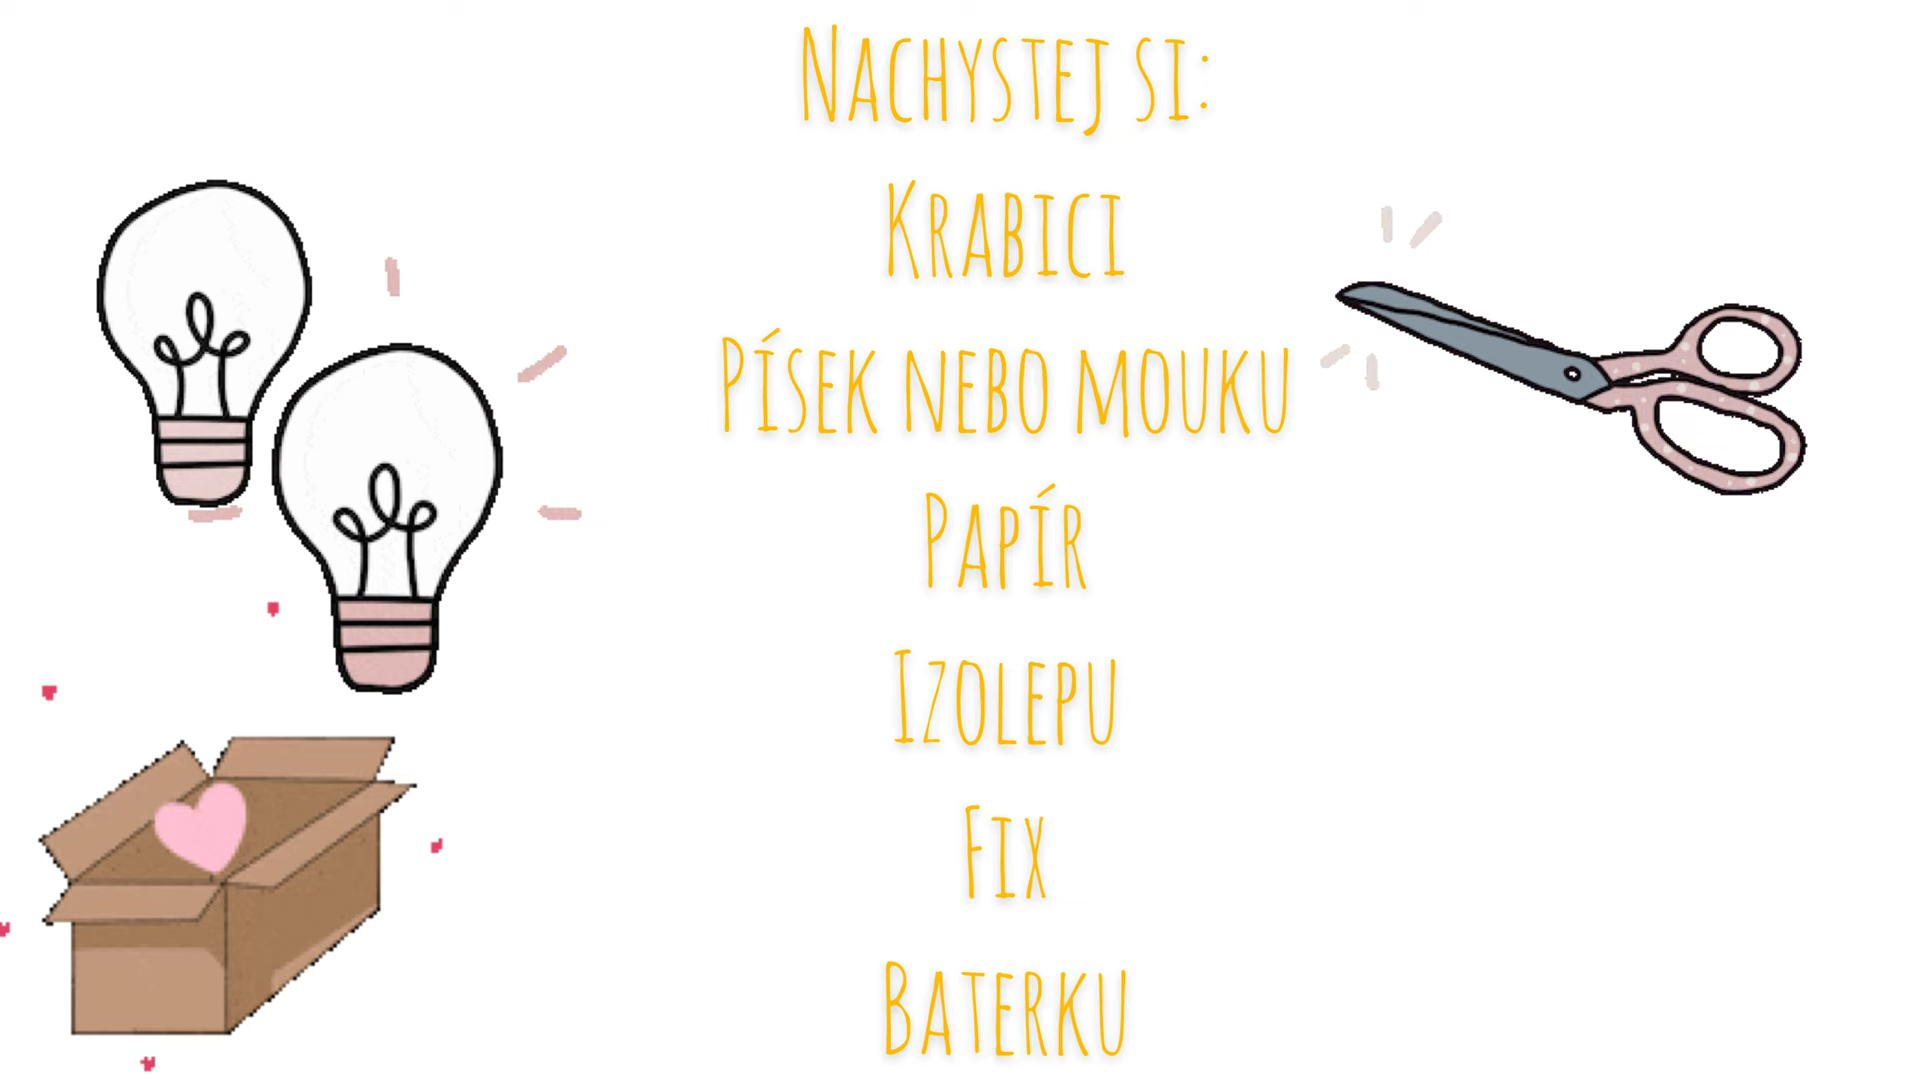 Nachystej si:
Krabici
Písek nebo mouku
Papír
Izolepu
Fix
Baterku